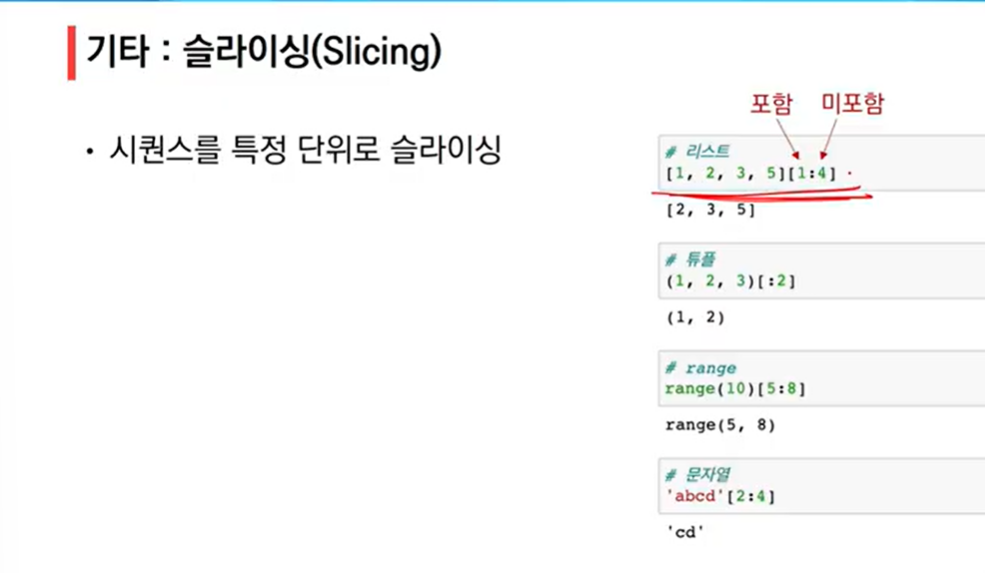 기타 : 슬라이싱(Slicing)
• 시퀀스를 특정 단위로 슬라이싱
포함 미포함
# 리스트
[1, 2, 3, 5][1:4]
[2, 3, 5]
# 튜플
(1, 2, 3)[:2]
(1, 2)
# range
range(10)[5:8]
range(5, 8)
# 문자열
'abcd'[2:4]
'cd'